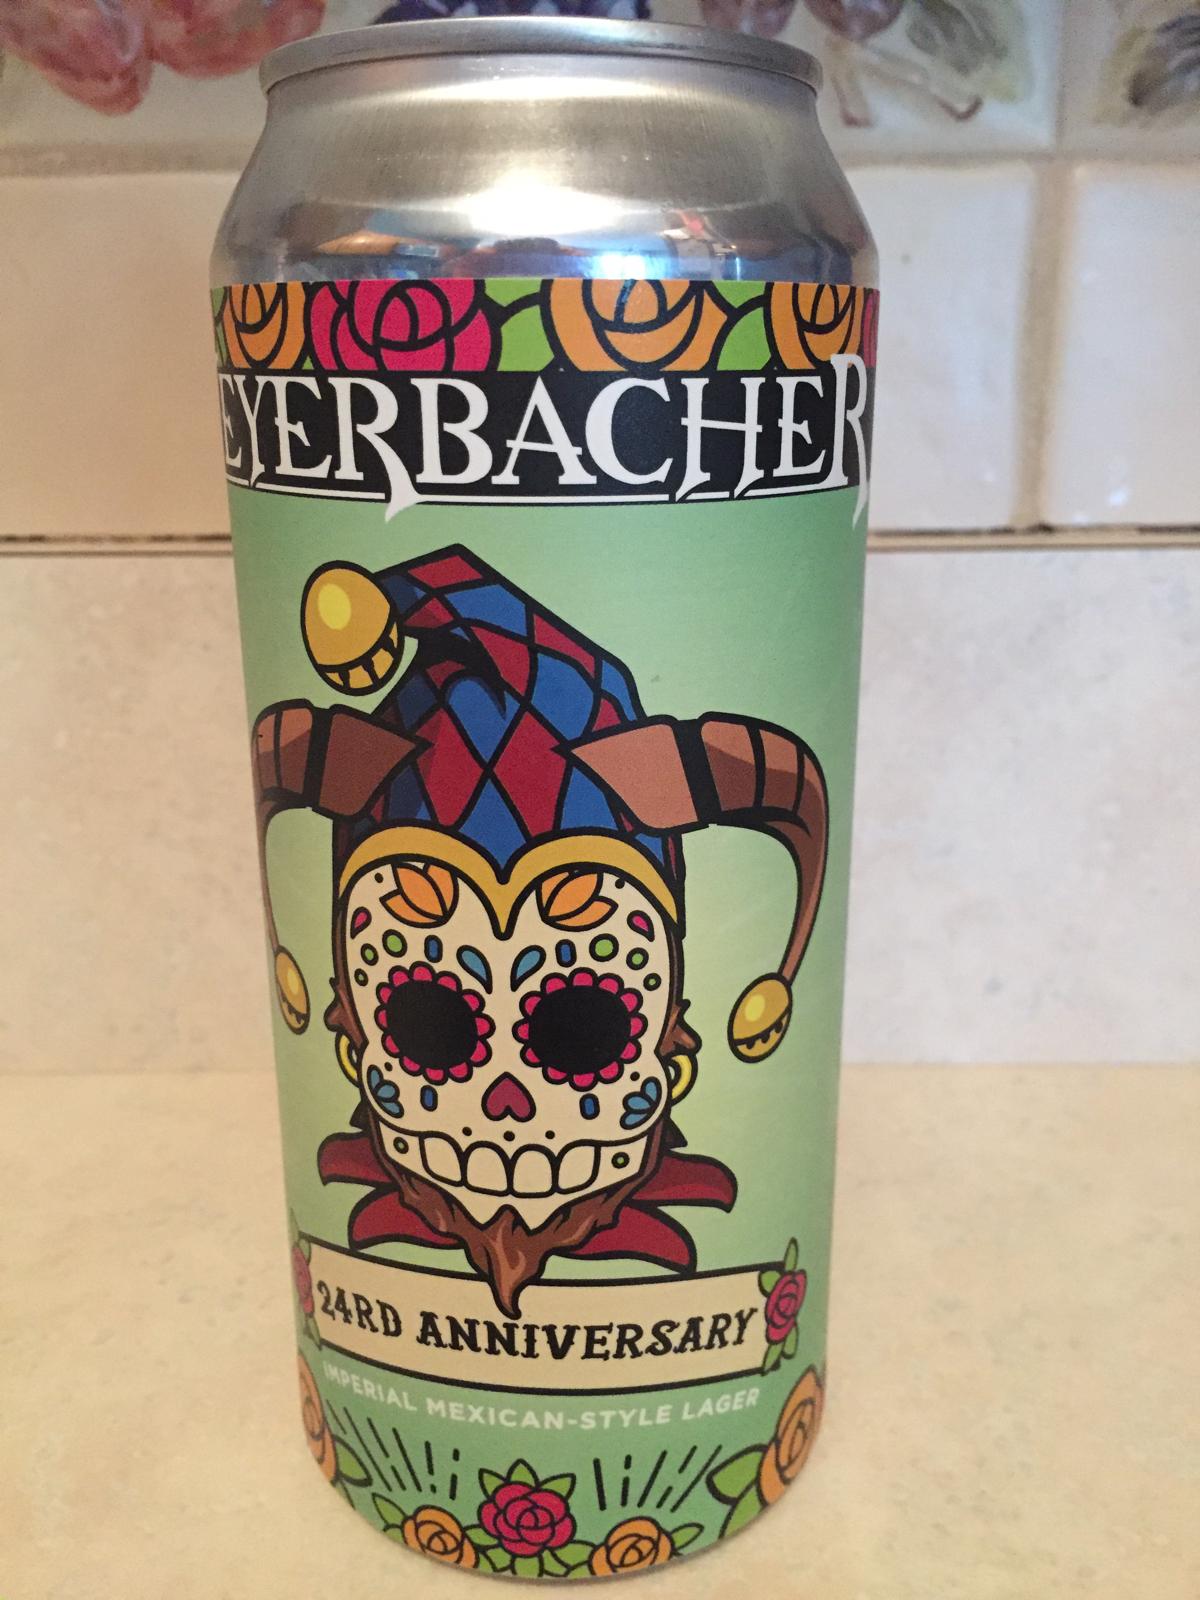 EYERBACHER
24RD ANNIVERSARY
IMPERIAL MEXICAN-STYLE LAGER